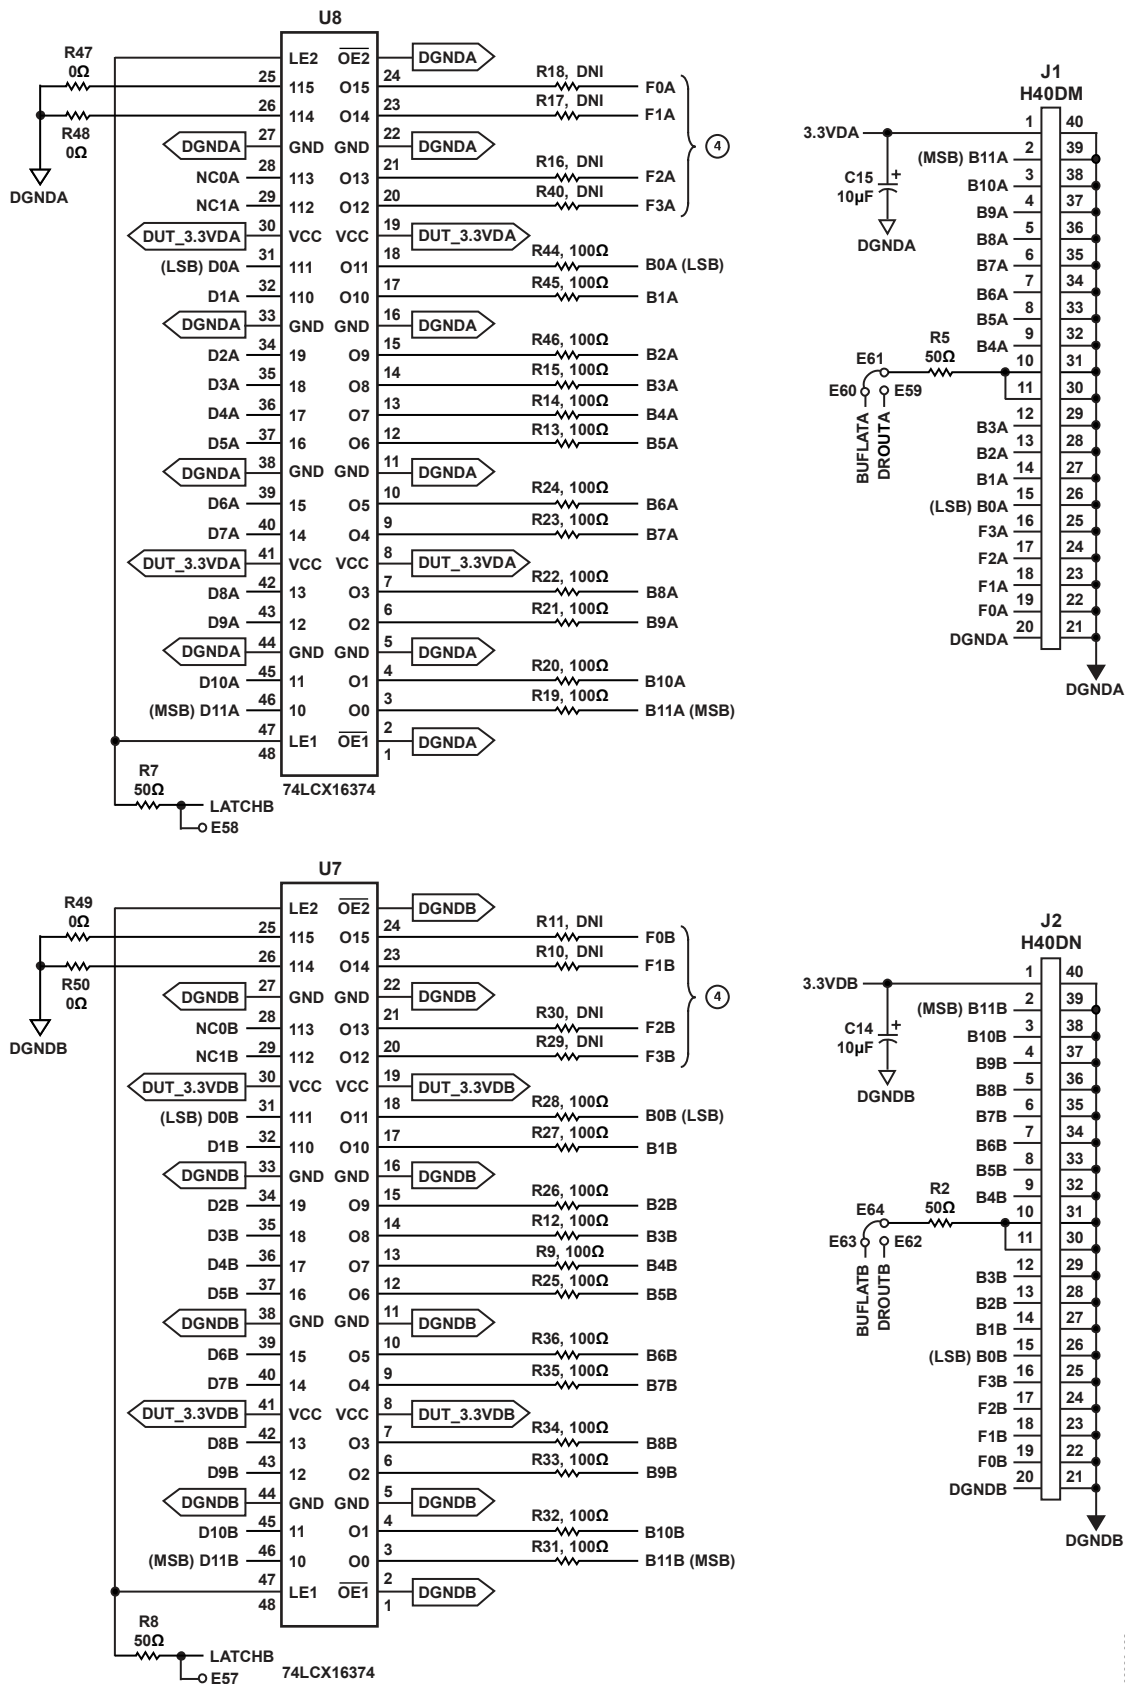 U8
R47
0Ω
R48
0Ω
DGNDA
LE2 OE2 DGNDA
25 115 O15 24 R18, DNI F0A
26 114 O14 23 R17, DNI F1A
DGNDA 27 GND GND 22 DGNDA
NC0A 28 113 O13 21 R16, DNI F2A
NC1A 29 112 O12 20 R40, DNI F3A
4
DUT_3.3VDA 30 VCC VCC 19 DUT_3.3VDA
(LSB) D0A 31 111 O11 18 R44, 100Ω B0A (LSB)
D1A 32 110 O10 17 R45, 100Ω B1A
DGNDA 33 GND GND 16 DGNDA
D2A 34 19 O9 15 R46, 100Ω B2A
D3A 35 18 O8 14 R15, 100Ω B3A
D4A 36 17 O7 13 R14, 100Ω B4A
D5A 37 16 O6 12 R13, 100Ω B5A
DGNDA 38 GND GND 11 DGNDA
D6A 39 15 O5 10 R24, 100Ω B6A
D7A 40 14 O4 9 R23, 100Ω B7A
DUT_3.3VDA 41 VCC VCC 8 DUT_3.3VDA
D8A 42 13 O3 7 R22, 100Ω B8A
D9A 43 12 O2 6 R21, 100Ω B9A
DGNDA 44 GND GND 5 DGNDA
D10A 45 11 O1 4 R20, 100Ω B10A
(MSB) D11A 46 10 O0 3 R19, 100Ω B11A (MSB)
47 LE1 OE1 2 DGNDA
48 1
R7
50Ω
74LCX16374
LATCHB
E58
J1
H40DM
3.3VDA 1 40
(MSB) B11A 2 39
B10A 3 38
B9A 4 37
B8A 5 36
B7A 6 35
B6A 7 34
B5A 8 33
B4A 9 32
10 31
11 30
B3A 12 29
B2A 13 28
B1A 14 27
(LSB) B0A 15 26
F3A 16 25
F2A 17 24
F1A 18 23
F0A 19 22
DGNDA 20 21
DGNDA
C15
10µF
+
DGNDA
R5
50Ω
E61
E60 E59
BUFLATA
DROUTA
U7
R49
0Ω
R50
0Ω
DGNDB
LE2 OE2 DGNDB
25 115 O15 24 R11, DNI F0B
26 114 O14 23 R10, DNI F1B
DGNDB 27 GND GND 22 DGNDB
NC0B 28 113 O13 21 R30, DNI F2B
NC1B 29 112 O12 20 R29, DNI F3B
4
DUT_3.3VDB 30 VCC VCC 19 DUT_3.3VDB
(LSB) D0B 31 111 O11 18 R28, 100Ω B0B (LSB)
D1B 32 110 O10 17 R27, 100Ω B1B
DGNDB 33 GND GND 16 DGNDB
D2B 34 19 O9 15 R26, 100Ω B2B
D3B 35 18 O8 14 R12, 100Ω B3B
D4B 36 17 O7 13 R9, 100Ω B4B
D5B 37 16 O6 12 R25, 100Ω B5B
DGNDB 38 GND GND 11 DGNDB
D6B 39 15 O5 10 R36, 100Ω B6B
D7B 40 14 O4 9 R35, 100Ω B7B
DUT_3.3VDB 41 VCC VCC 8 DUT_3.3VDB
D8B 42 13 O3 7 R34, 100Ω B8B
D9B 43 12 O2 6 R33, 100Ω B9B
DGNDB 44 GND GND 5 DGNDB
D10B 45 11 O1 4 R32, 100Ω B10B
(MSB) D11B 46 10 O0 3 R31, 100Ω B11B (MSB)
47 LE1 OE1 2 DGNDB
48 1
R8
50Ω
LATCHB
E57
74LCX16374
J2
H40DN
3.3VDB 1 40
(MSB) B11B 2 39
B10B 3 38
B9B 4 37
B8B 5 36
B7B 6 35
B6B 7 34
B5B 8 33
B4B 9 32
10 31
11 30
B3B 12 29
B2B 13 28
B1B 14 27
(LSB) B0B 15 26
F3B 16 25
F2B 17 24
F1B 18 23
F0B 19 22
DGNDB 20 21
DGNDB
C14
10µF
+
DGNDB
R2
50Ω
E64
E63 E62
BUFLATB
DROUTB